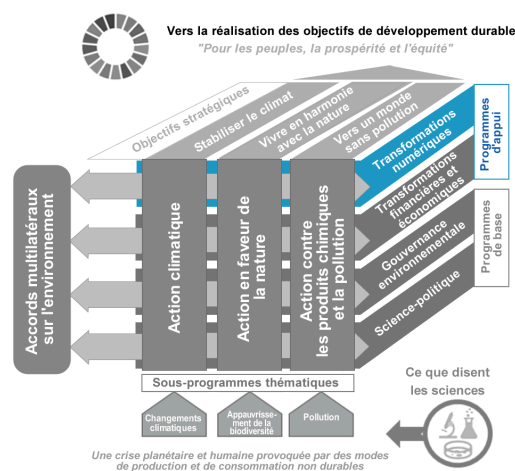 Vers la réalisation des objectifs de développement durable
"Pour les peuples, la prospérité et l'équité"
Objectifs stratégiques
Stabiliser le climat
Vivre en harmonie
avec la nature
Vers un monde
sans pollution
Transformations
numériques
Programmes
d'appui
Transformations
financières et
économiques
Gouvernance
environnementale
Science-politique
Programmes
de base
Accords multilatéraux
sur l'environnement
Action climatique
Action en faveur de
la nature
Action contre
les produits chimiques
et la pollution
Sous-programmes thématiques
Changements
climatiques
Appauvrisse-
ment de la
biodiversité
Pollution
Ce que disent
les sciences
Une crise planétaire et humaine provoquée par des modes
de production et de consommation non durables